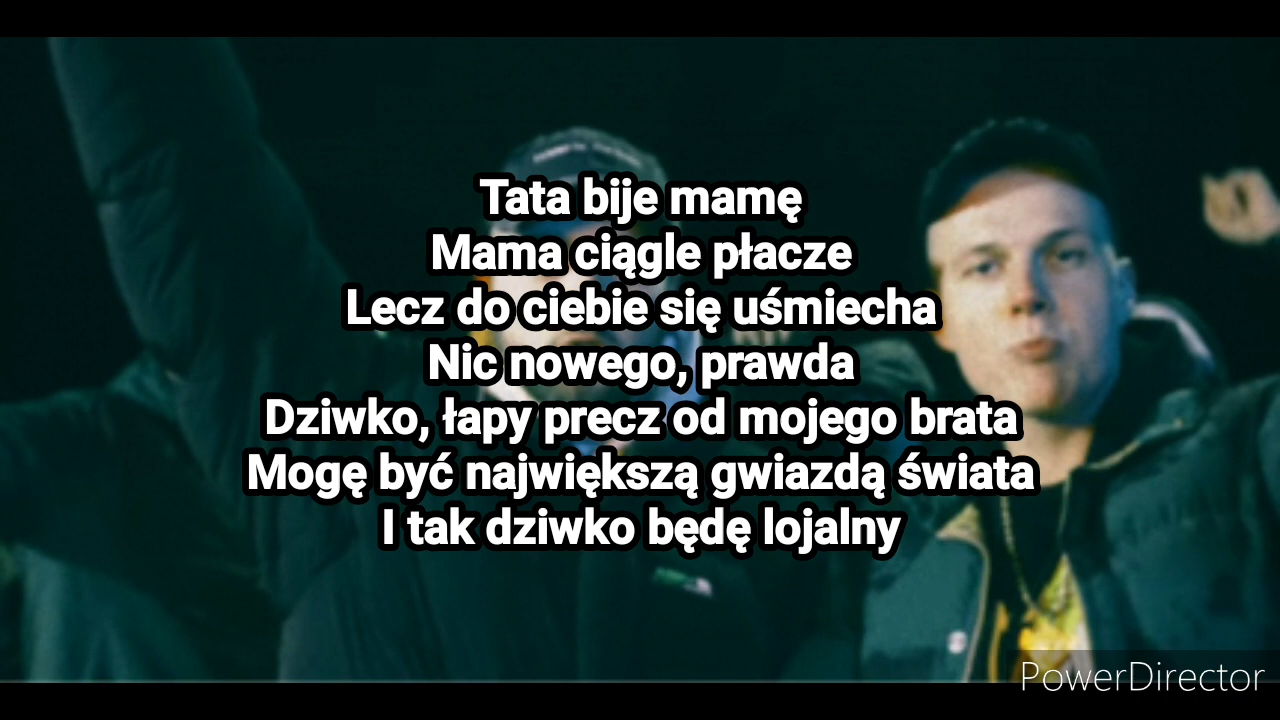 Tata bije mamę
Mama ciągle płacze
Lecz do ciebie się uśmiecha
Nic nowego, prawda
Dziwko, łapy precz od mojego brata
Mogę być największą gwiazdą świata
I tak dziwko będę lojalny
PowerDirector